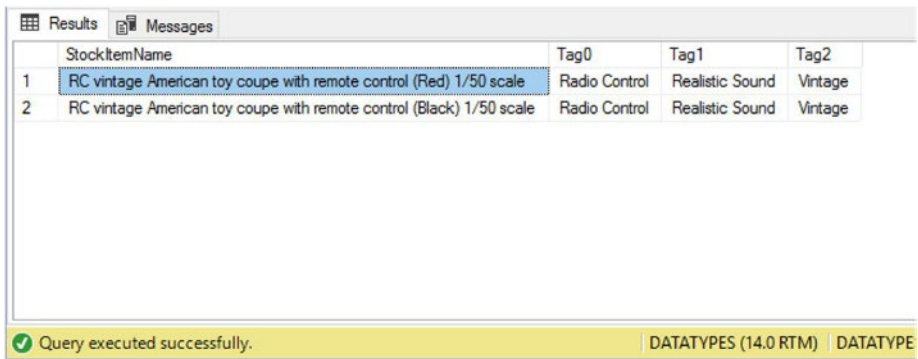 Results Messages
StockItemName Tag0 Tag1 Tag2
1 RC vintage American toy coupe with remote control (Red) 1/50 scale Radio Control Realistic Sound Vintage
2 RC vintage American toy coupe with remote control (Black) 1/50 scale Radio Control Realistic Sound Vintage
Query executed successfully. DATATYPES (14.0 RTM) DATATYPE